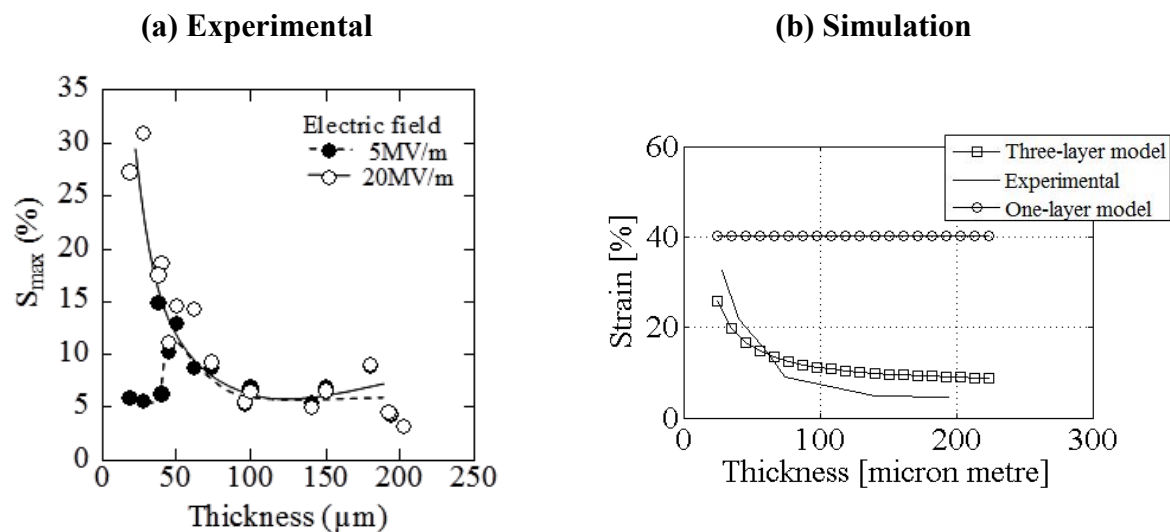 (a) Experimental
(b) Simulation
35
30
25
20
15
10
5
0
S_max (%)
Electric field
5MV/m
20MV/m
0 50 100 150 200 250
Thickness (µm)
60
40
20
0
Strain [%]
Three-layer model
Experimental
One-layer model
0 100 200 300
Thickness [micron metre]